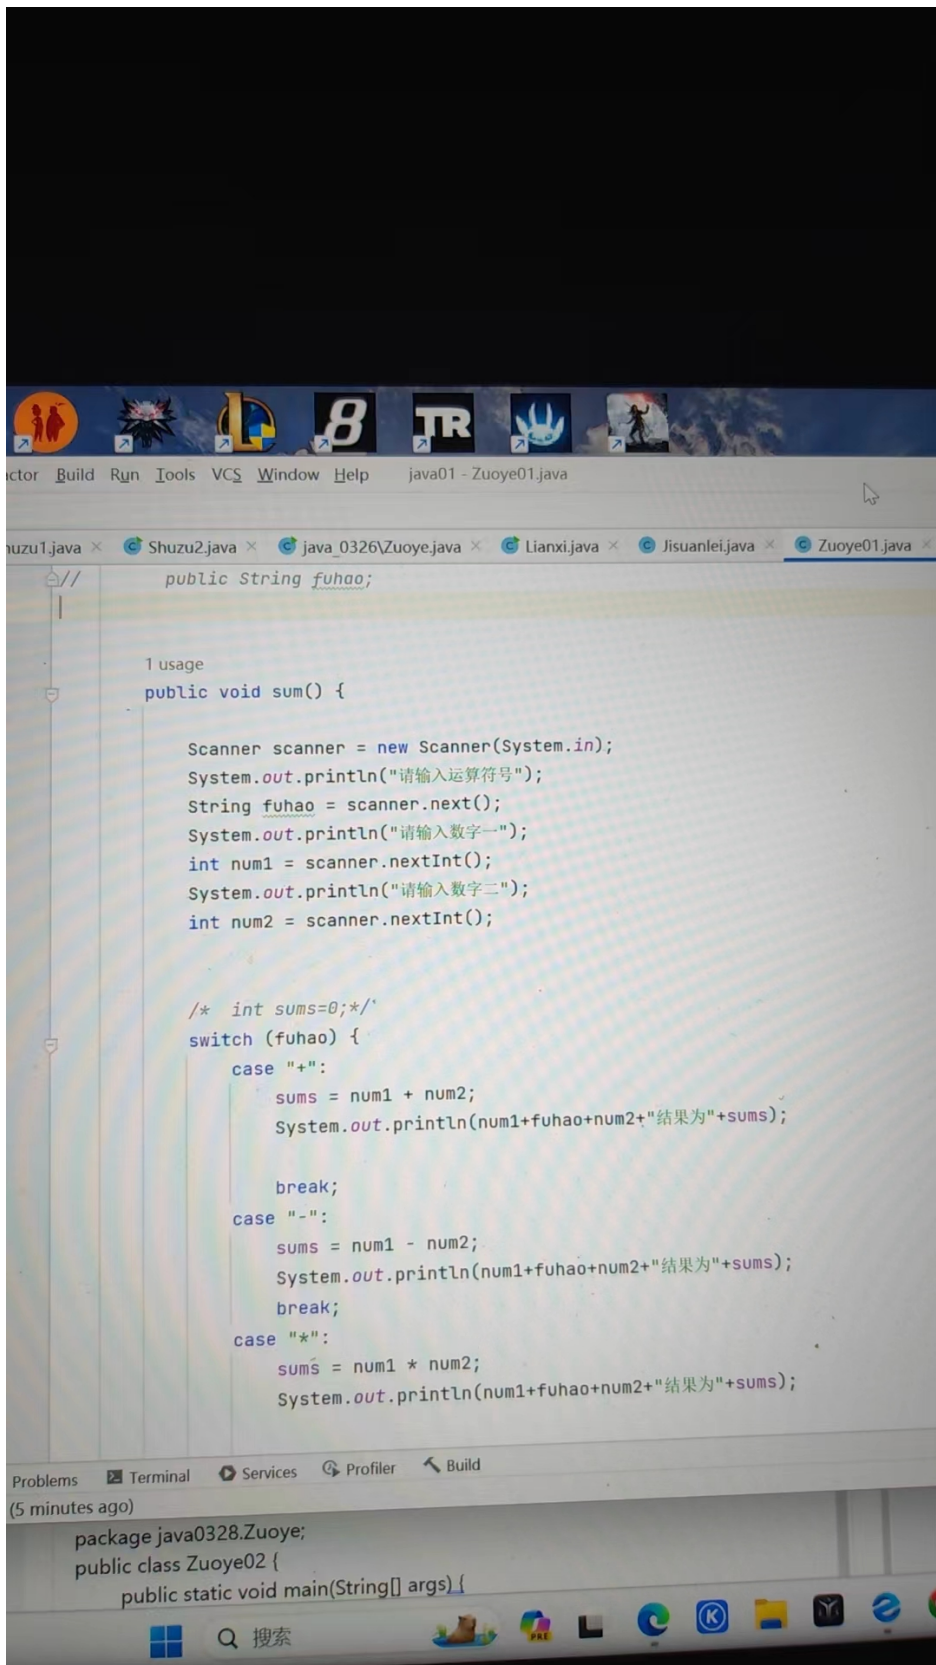 8
TR
ctor Build Run Tools VCS Window Help java01 - Zuoye01.java
uzu1.java × Shuzu2.java × java_0326\Zuoye.java × Lianxi.java × Jisuanlei.java × Zuoye01.java ×
// public String fuhao;
1 usage
public void sum() {
Scanner scanner = new Scanner(System.in);
System.out.println("请输入运算符号");
String fuhao = scanner.next();
System.out.println("请输入数字一");
int num1 = scanner.nextInt();
System.out.println("请输入数字二");
int num2 = scanner.nextInt();
/* int sums=0;*/
switch (fuhao) {
case "+":
sums = num1 + num2;
System.out.println(num1+fuhao+num2+"结果为"+sums);
break;
case "-":
sums = num1 - num2;
System.out.println(num1+fuhao+num2+"结果为"+sums);
break;
case "*":
sums = num1 * num2;
System.out.println(num1+fuhao+num2+"结果为"+sums);
Problems Terminal Services Profiler Build
(5 minutes ago)
package java0328.Zuoye;
public class Zuoye02 {
public static void main(String[] args) {
搜索 PRE K